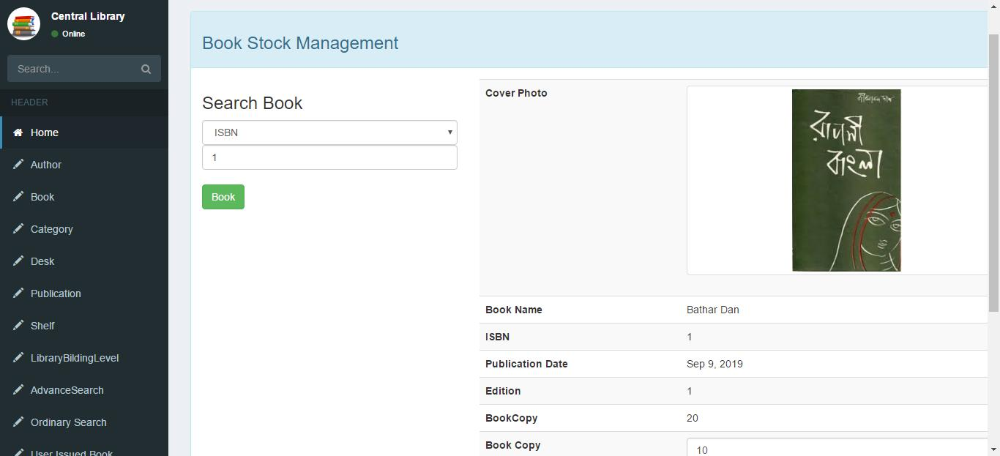 Central Library
Online
Search...
HEADER
Home
Author
Book
Category
Desk
Publication
Shelf
LibraryBildingLevel
AdvanceSearch
Ordinary Search
User Issued Book
Book Stock Management
Search Book
ISBN
1
Book
Cover Photo
জীবনানন্দ দাশ
রূপসী
বাংলা
Book Name Bathar Dan
ISBN 1
Publication Date Sep 9, 2019
Edition 1
BookCopy 20
Book Copy 10